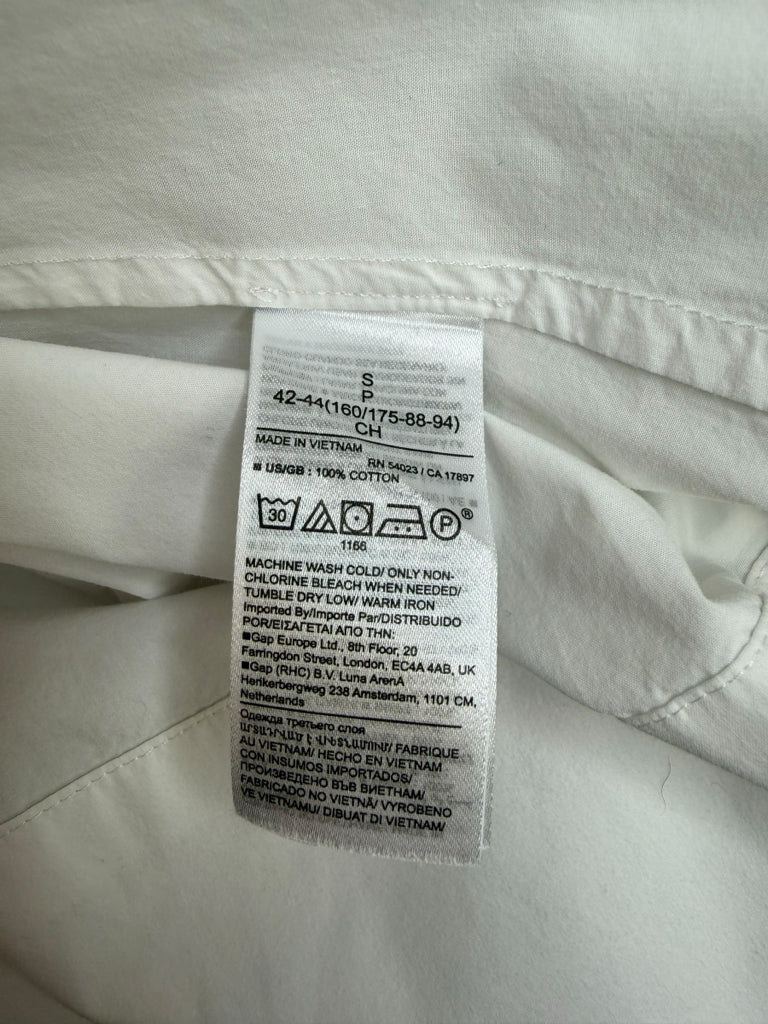 S
P
42-44(160/175-88-94)
CH
MADE IN VIETNAM
RN 54023 / CA 17897
US/GB : 100% COTTON
30 P ®
1166
MACHINE WASH COLD/ ONLY NON-
CHLORINE BLEACH WHEN NEEDED/
TUMBLE DRY LOW/ WARM IRON
Imported By/Importe Par/DISTRIBUIDO
POR/ΕΙΣΑΓΕΤΑΙ ΑΠΟ ΤΗΝ:
■Gap Europe Ltd., 8th Floor, 20
Farringdon Street, London, EC4A 4AB, UK
■Gap (RHC) B.V. Luna ArenA
Herikerbergweg 238 Amsterdam, 1101 CM,
Netherlands
Одежда третьего слоя
FABRIQUE
AU VIETNAM/ HECHO EN VIETNAM
CON INSUMOS IMPORTADOS/
ПРОИЗВЕДЕНО ВЪВ ВИЕТНАМ/
FABRICADO NO VIETNÃ/ VYROBENO
VE VIETNAMU/ DIBUAT DI VIETNAM/